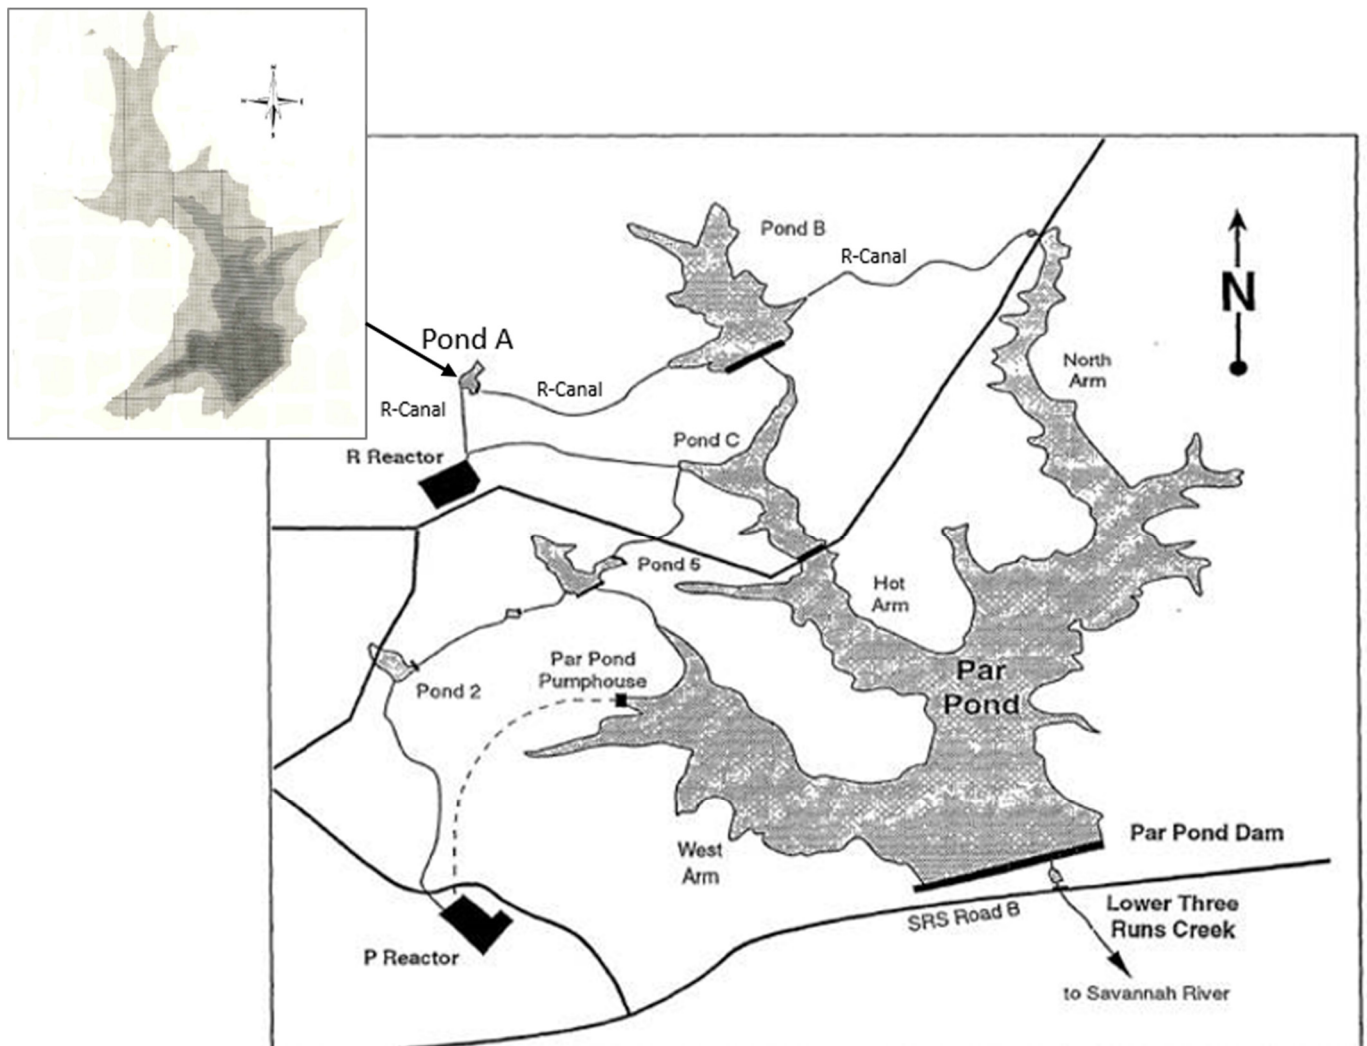 N
Pond B
R-Canal
N
Pond A
North
Arm
R-Canal
R-Canal
Pond C
R Reactor
Pond 5
Hot
Arm
Par Pond
Pumphouse
Par
Pond
Pond 2
West
Arm
Par Pond Dam
SRS Road B
Lower Three
Runs Creek
P Reactor
to Savannah River